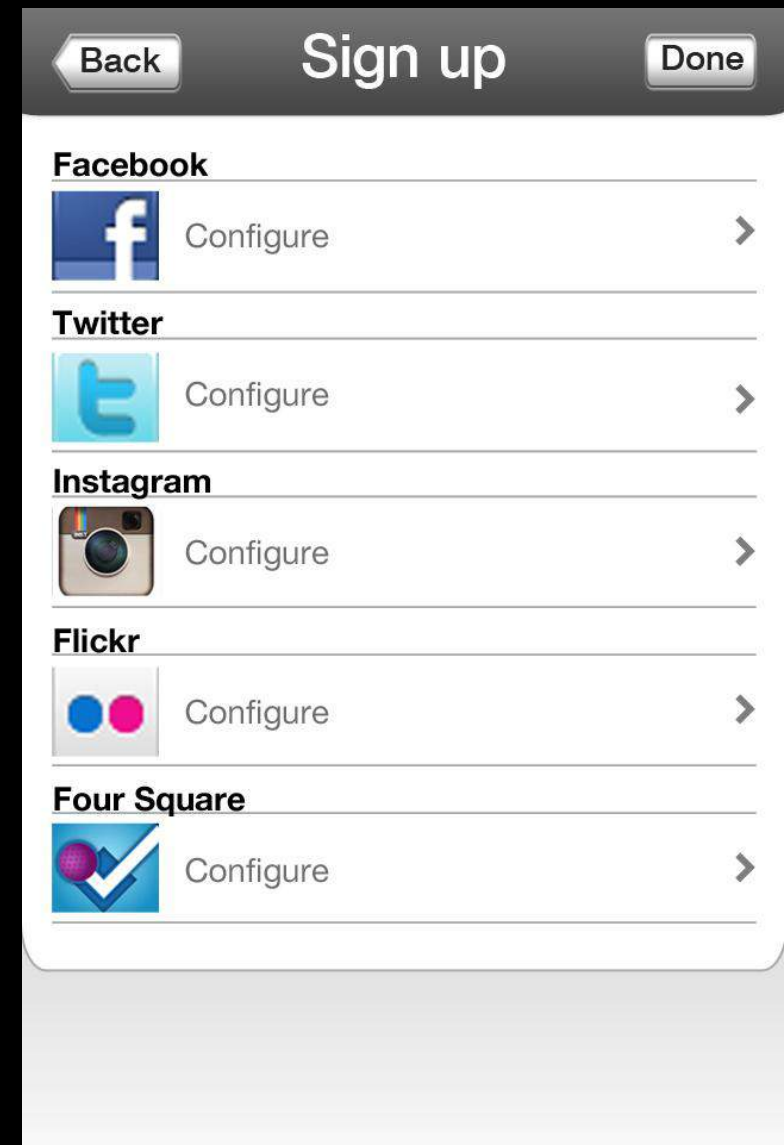 Back Sign up Done
Facebook
Configure
Twitter
Configure
Instagram
Configure
Flickr
Configure
Four Square
Configure